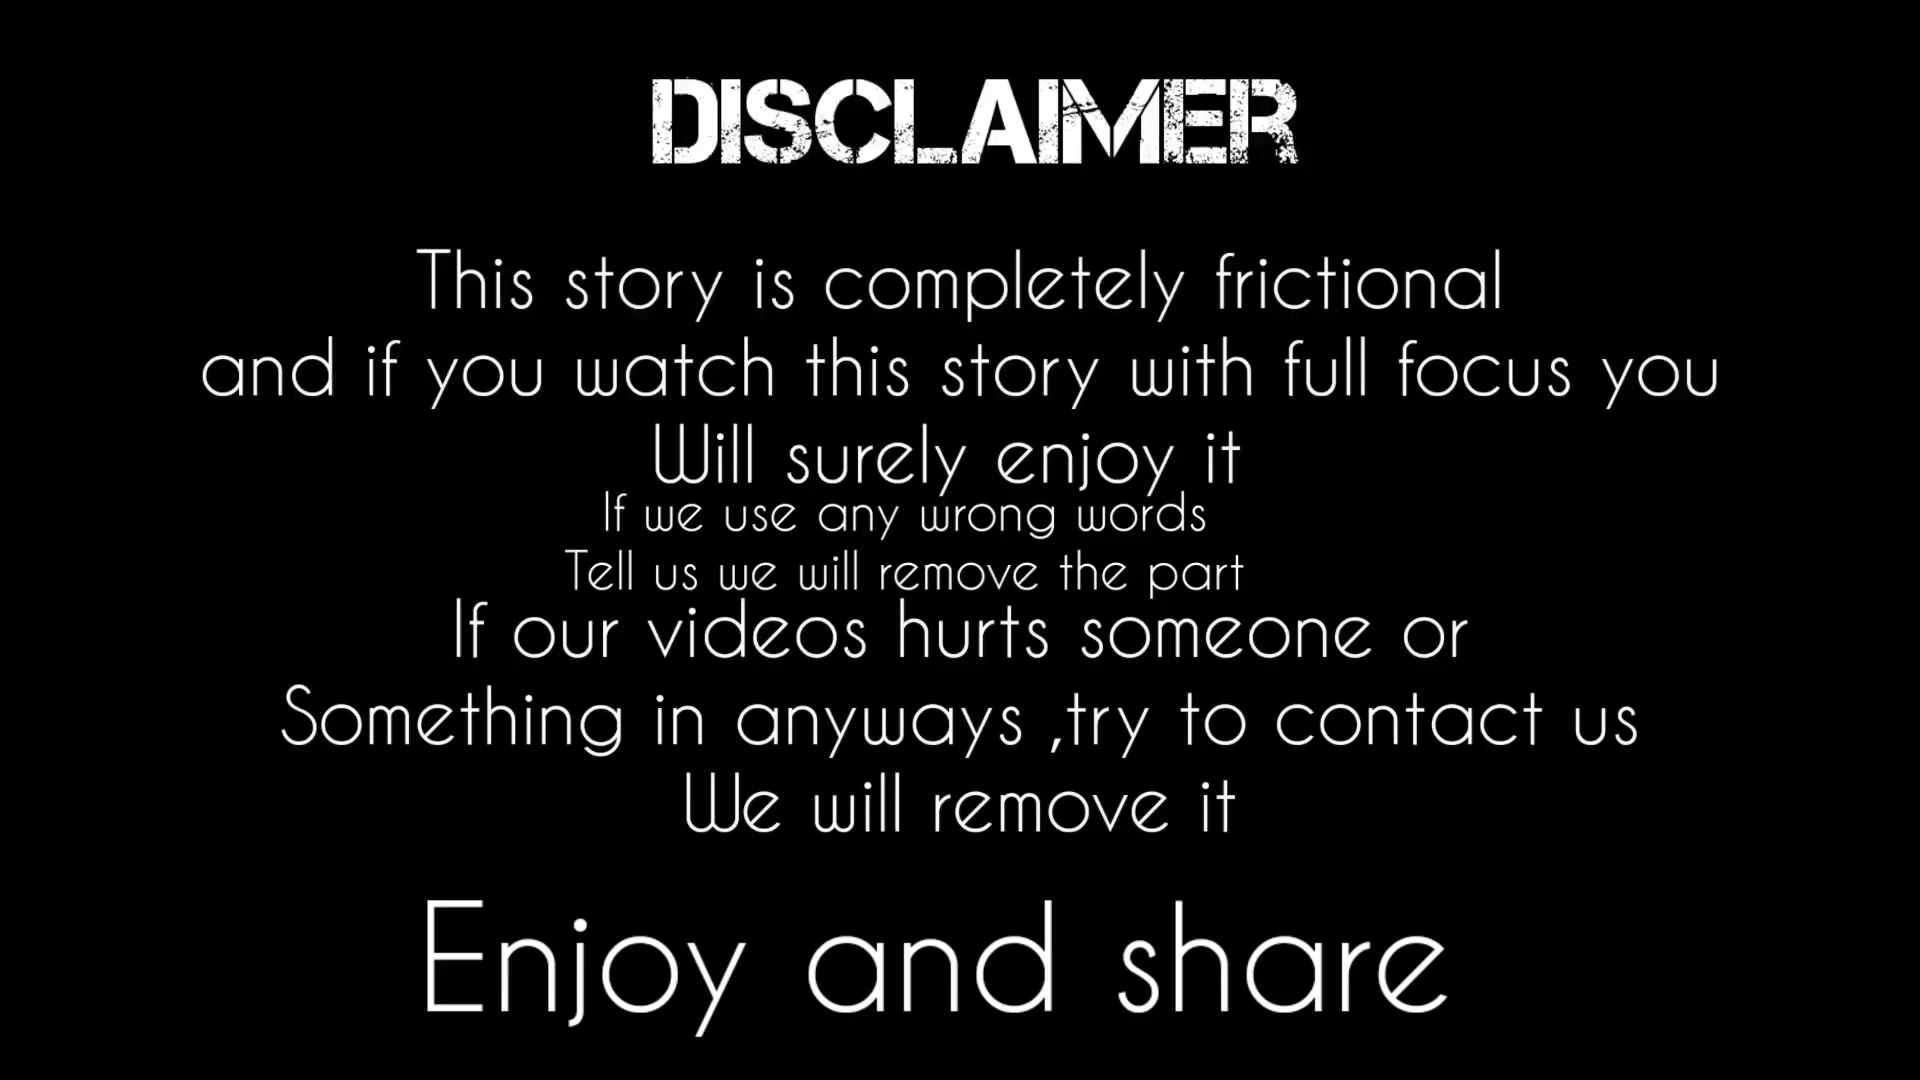 DISCLAIMER
This story is completely frictional
and if you watch this story with full focus you
Will surely enjoy it
If we use any wrong words
Tell us we will remove the part
If our videos hurts someone or
Something in anyways ,try to contact us
We will remove it
Enjoy and share